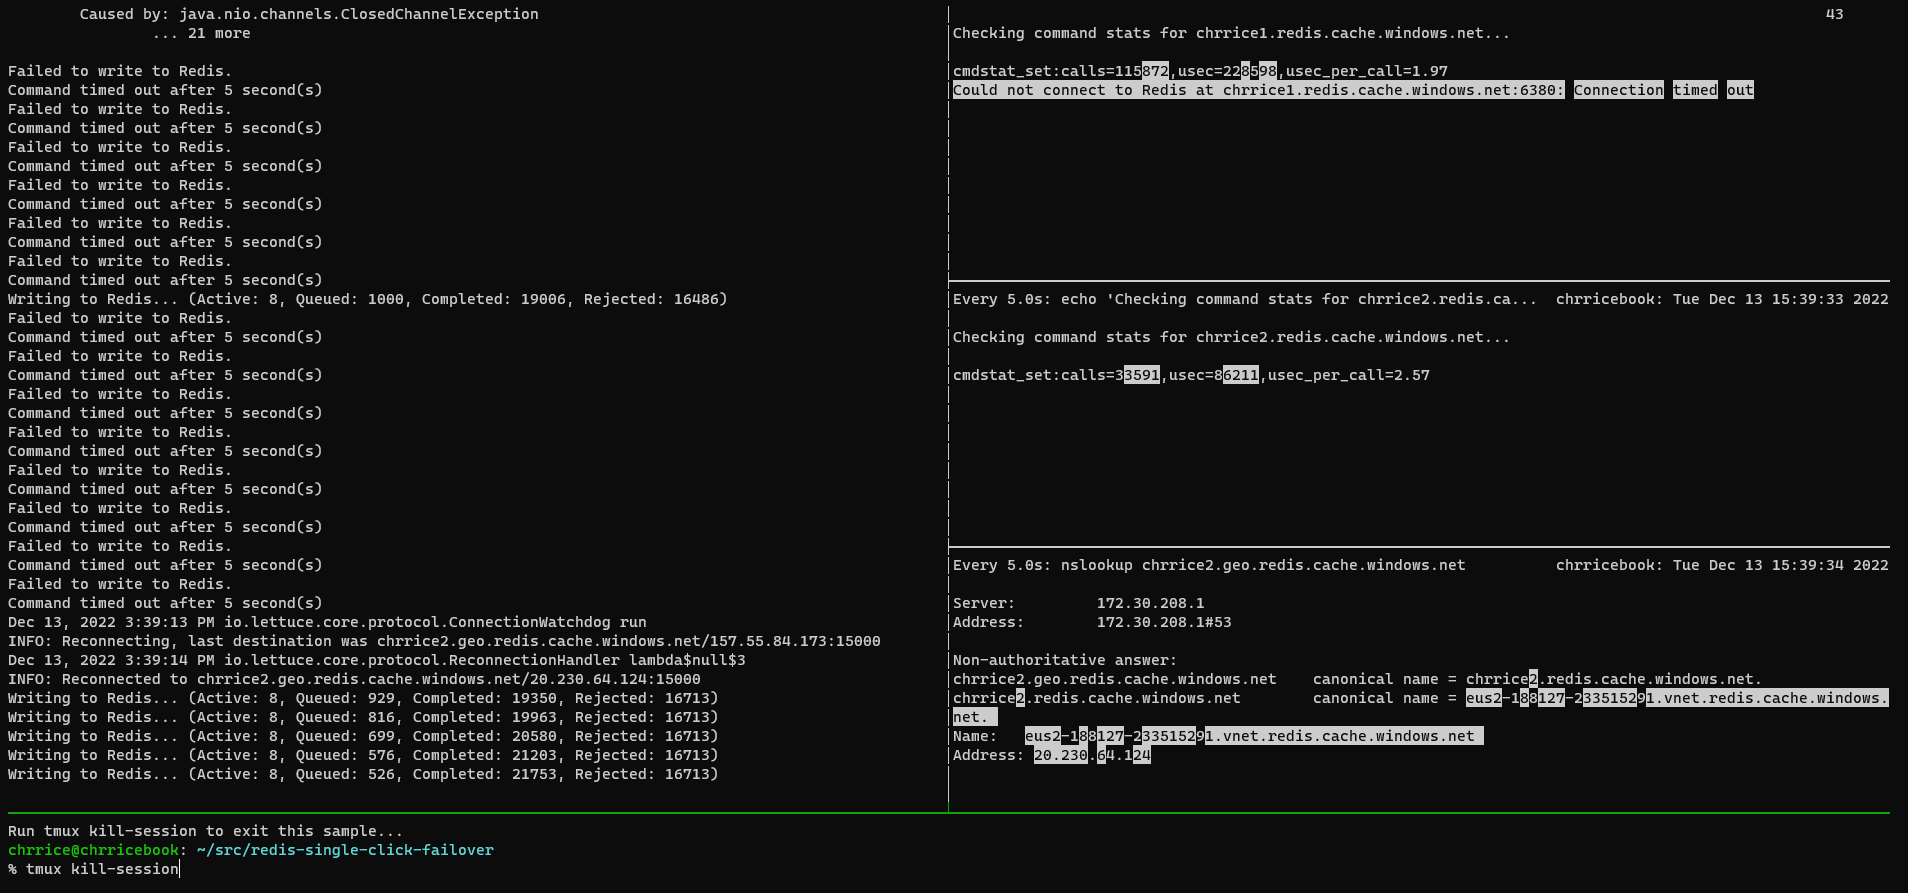 Caused by: java.nio.channels.ClosedChannelException
... 21 more
Failed to write to Redis.
Command timed out after 5 second(s)
Failed to write to Redis.
Command timed out after 5 second(s)
Failed to write to Redis.
Command timed out after 5 second(s)
Failed to write to Redis.
Command timed out after 5 second(s)
Failed to write to Redis.
Command timed out after 5 second(s)
Failed to write to Redis.
Command timed out after 5 second(s)
Writing to Redis... (Active: 8, Queued: 1000, Completed: 19006, Rejected: 16486)
Failed to write to Redis.
Command timed out after 5 second(s)
Failed to write to Redis.
Command timed out after 5 second(s)
Failed to write to Redis.
Command timed out after 5 second(s)
Failed to write to Redis.
Command timed out after 5 second(s)
Failed to write to Redis.
Command timed out after 5 second(s)
Failed to write to Redis.
Command timed out after 5 second(s)
Failed to write to Redis.
Command timed out after 5 second(s)
Failed to write to Redis.
Command timed out after 5 second(s)
Dec 13, 2022 3:39:13 PM io.lettuce.core.protocol.ConnectionWatchdog run
INFO: Reconnecting, last destination was chrrice2.geo.redis.cache.windows.net/157.55.84.173:15000
Dec 13, 2022 3:39:14 PM io.lettuce.core.protocol.ReconnectionHandler lambda$null$3
INFO: Reconnected to chrrice2.geo.redis.cache.windows.net/20.230.64.124:15000
Writing to Redis... (Active: 8, Queued: 929, Completed: 19350, Rejected: 16713)
Writing to Redis... (Active: 8, Queued: 816, Completed: 19963, Rejected: 16713)
Writing to Redis... (Active: 8, Queued: 699, Completed: 20580, Rejected: 16713)
Writing to Redis... (Active: 8, Queued: 576, Completed: 21203, Rejected: 16713)
Writing to Redis... (Active: 8, Queued: 526, Completed: 21753, Rejected: 16713)
43
Checking command stats for chrrice1.redis.cache.windows.net...
cmdstat_set:calls=115872,usec=228598,usec_per_call=1.97
Could not connect to Redis at chrrice1.redis.cache.windows.net:6380: Connection timed out
Every 5.0s: echo 'Checking command stats for chrrice2.redis.ca... chrricebook: Tue Dec 13 15:39:33 2022
Checking command stats for chrrice2.redis.cache.windows.net...
cmdstat_set:calls=33591,usec=86211,usec_per_call=2.57
Every 5.0s: nslookup chrrice2.geo.redis.cache.windows.net chrricebook: Tue Dec 13 15:39:34 2022
Server: 172.30.208.1
Address: 172.30.208.1#53
Non-authoritative answer:
chrrice2.geo.redis.cache.windows.net canonical name = chrrice2.redis.cache.windows.net.
chrrice2.redis.cache.windows.net canonical name = eus2-188127-233515291.vnet.redis.cache.windows.
net.
Name: eus2-188127-233515291.vnet.redis.cache.windows.net
Address: 20.230.64.124
Run tmux kill-session to exit this sample...
chrrice@chrricebook: ~/src/redis-single-click-failover
% tmux kill-session